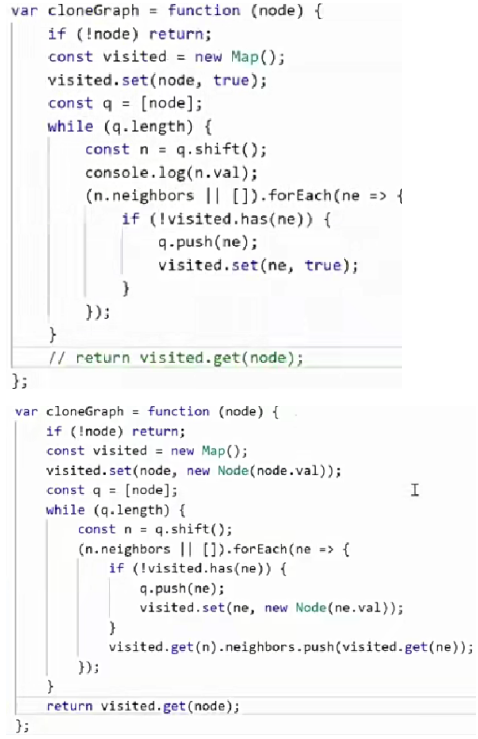 var cloneGraph = function (node) {
    if (!node) return;
    const visited = new Map();
    visited.set(node, true);
    const q = [node];
    while (q.length) {
        const n = q.shift();
        console.log(n.val);
        (n.neighbors || []).forEach(ne => {
            if (!visited.has(ne)) {
                q.push(ne);
                visited.set(ne, true);
            }
        });
    }
    // return visited.get(node);
};
var cloneGraph = function (node) {
    if (!node) return;
    const visited = new Map();
    visited.set(node, new Node(node.val));
    const q = [node];
    while (q.length) {
        const n = q.shift();
        (n.neighbors || []).forEach(ne => {
            if (!visited.has(ne)) {
                q.push(ne);
                visited.set(ne, new Node(ne.val));
            }
            visited.get(n).neighbors.push(visited.get(ne));
        });
    }
    return visited.get(node);
};